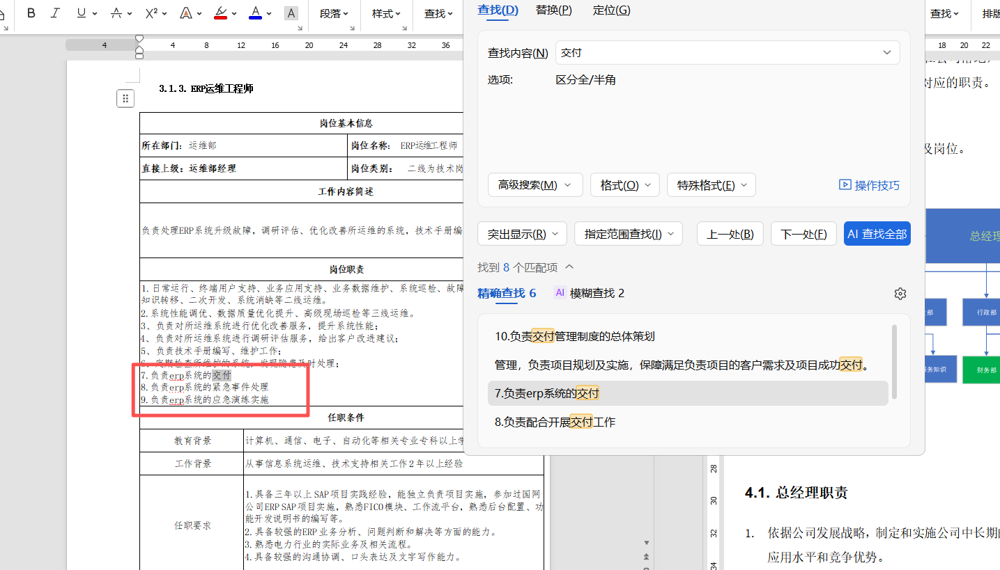 B I U A X² A A A
段落
样式
查找
查找(D) 替换(P) 定位(G)
查找
排版
4 4 8 12 16 20 24 28 32 36
18 20 22
3.1.3. ERP运维工程师
岗位基本信息
所在部门： 运维部
岗位名称： ERP运维工程师
直接上级：运维部经理
岗位类别： 二线为技术岗
工作内容简述
负责处理ERP系统升级故障，调研评估、优化改善所运维的系统，技术手册编
岗位职责
1.日常运行、终端用户支持、业务应用支持、业务数据维护、系统巡检、故障
知识转移、二次开发、系统消缺等二线运维。
2.系统性能调优、数据质量优化提升、高级现场巡检等三线运维。
3、负责对所运维系统进行优化改善服务，提升系统性能；
4、负责对所运维系统进行调研评估服务，给出客户改进建议；
5、负责技术手册编写、维护工作；
6、定期检查所维护的系统，发现隐患及时处理；
7.负责erp系统的交付
8.负责erp系统的紧急事件处理
9.负责erp系统的应急演练实施
任职条件
教育背景
计算机、通信、电子、自动化等相关专业专科以上学
工作背景
从事信息系统运维、技术支持相关工作2年以上经验
任职要求
1.具备三年以上SAP项目实践经验，能独立负责项目实施，参加过国网
公司ERP SAP项目实施，熟悉FICO模块、工作流平台，熟悉后台配置、功
能开发说明书的编写等。
2.具备较强的ERP业务分析、问题判断和解决等方面的能力。
3.熟悉电力行业的实际业务及相关流程。
4.具备较强的沟通协调、口头表达及文字写作能力。
查找内容(N) 交付
选项: 区分全/半角
高级搜索(M) 格式(O) 特殊格式(E) 操作技巧
突出显示(R) 指定范围查找(I) 上一处(B) 下一处(F) AI 查找全部
找到 8 个匹配项
精确查找 6 AI 模糊查找 2
10.负责交付管理制度的总体策划
管理，负责项目规划及实施，保障满足负责项目的客户需求及项目成功交付。
7.负责erp系统的交付
8.负责配合开展交付工作
对应的职责。
及岗位。
总经理
部
行政部
务知识
财务部
28
30
32
34
4.1. 总经理职责
1. 依据公司发展战略，制定和实施公司中长期的
应用水平和竞争优势。